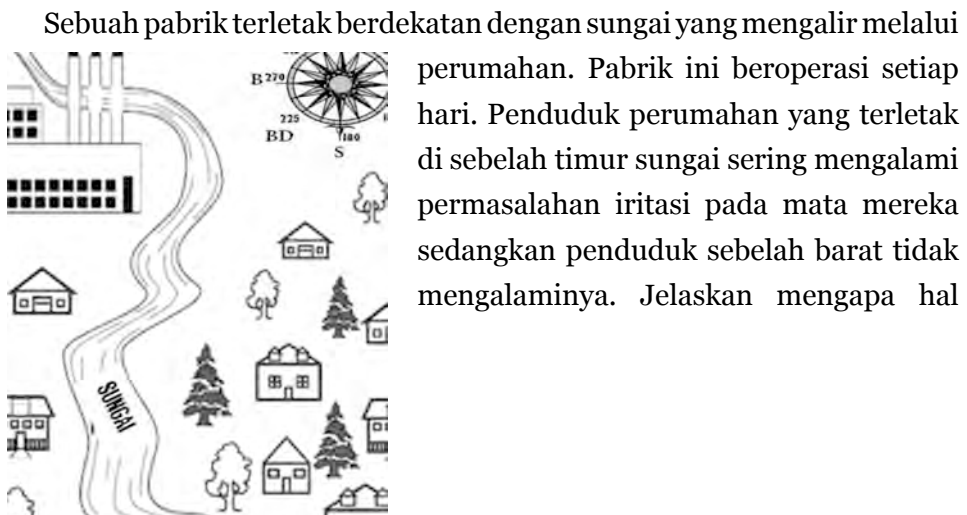 Sebuah pabrik terletak berdekatan dengan sungai yang mengalir melalui
perumahan. Pabrik ini beroperasi setiap
hari. Penduduk perumahan yang terletak
di sebelah timur sungai sering mengalami
permasalahan iritasi pada mata mereka
sedangkan penduduk sebelah barat tidak
mengalaminya. Jelaskan mengapa hal
B 270
225
BD
180
S
SUNGAI